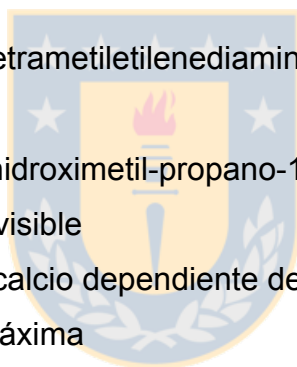 etrametiletilenediamin
hidroximetil-propano-1
visible
calcio dependiente de
áxima